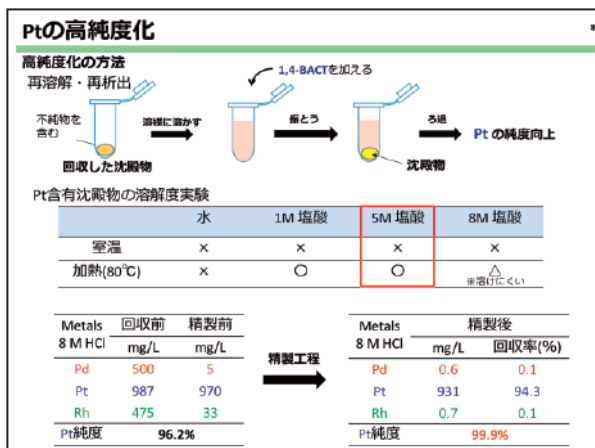 Ptの高純度化
*
高純度化の方法
再溶解・再析出
1,4-BACTを加える
不純物を
含む
溶媒に溶かす
振とう
ろ過
Pt の純度向上
回収した沈殿物
沈殿物
Pt含有沈殿物の溶解度実験
水 1M 塩酸 5M 塩酸 8M 塩酸
室温 × × × ×
加熱(80℃) × 〇 〇 △
※溶けにくい
Metals 回収前 精製前
8 M HCl mg/L mg/L
Pd 500 5
Pt 987 970
Rh 475 33
Pt純度 96.2%
精製工程
Metals 精製後
8 M HCl mg/L 回収率(%)
Pd 0.6 0.1
Pt 931 94.3
Rh 0.7 0.1
Pt純度 99.9%